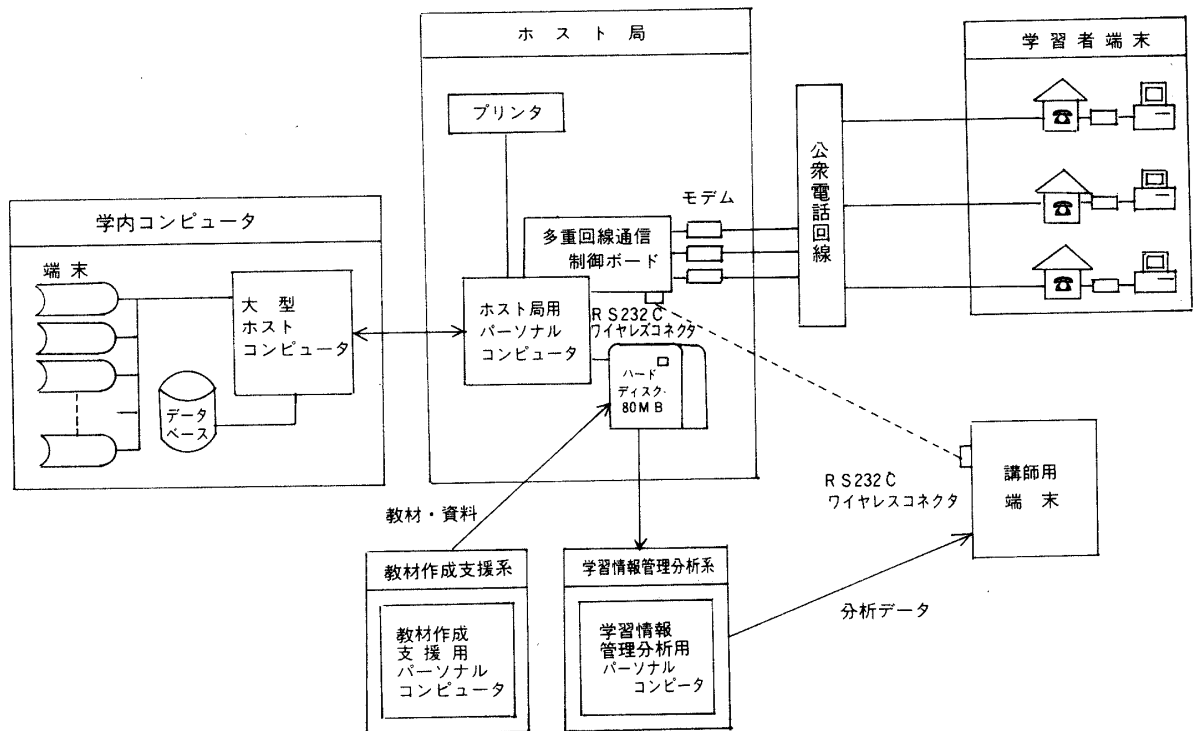 ホスト局
プリンタ
モデム
多重回線通信
制御ボード
ホスト局用
パーソナル
コンピュータ
RS232C
ワイヤレズコネクタ
ハード
ディスク・
80MB
学習者端末
公衆電話回線
学内コンピュータ
端末
大型
ホスト
コンピュータ
データ
ベース
RS232C
ワイヤレスコネクタ
講師用
端末
教材・資料
教材作成支援系
教材作成
支援用
パーソナル
コンピュータ
学習情報管理分析系
学習情報
管理分析用
パーソナル
コンピータ
分析データ